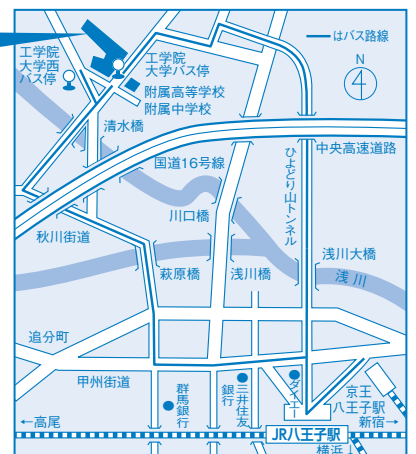 工学院
大学西
バス停
工学院
大学バス停
はバス路線
N
附属高等学校
附属中学校
清水橋
国道16号線
中央高速道路
ひよどり山トンネル
川口橋
秋川街道
萩原橋
浅川橋
浅川大橋
浅川
追分町
甲州街道
群馬銀行
三井住友
銀行
ダイエー
京王
八王子駅
←高尾
新宿→
JR八王子駅
横浜↓